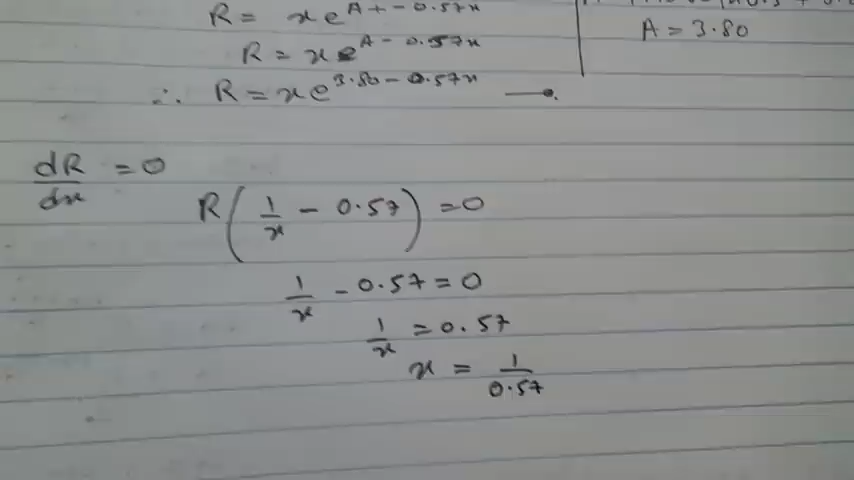 R = xe^{A + - 0.57x}
R = xe^{A - 0.57x}
∴ R = xe^{3.80 - 0.57x}
A = 3.80
dR/dx = 0
R(1/x - 0.57) = 0
1/x - 0.57 = 0
1/x = 0.57
x = 1/0.57